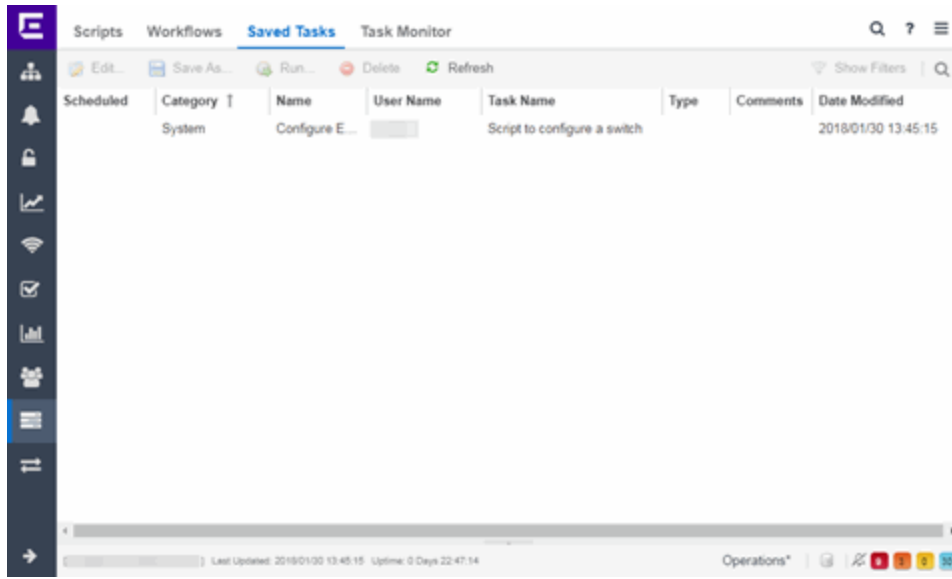 Scripts Workflows Saved Tasks Task Monitor ?
Edit... Save As... Run... Delete Refresh Show Filters
Scheduled Category ↑ Name User Name Task Name Type Comments Date Modified
System Configure E... Script to configure a switch 2018/01/30 13:45:15
Last Updated: 2018/01/30 13:45:15 Uptime: 0 Days 22:47:14 Operations*